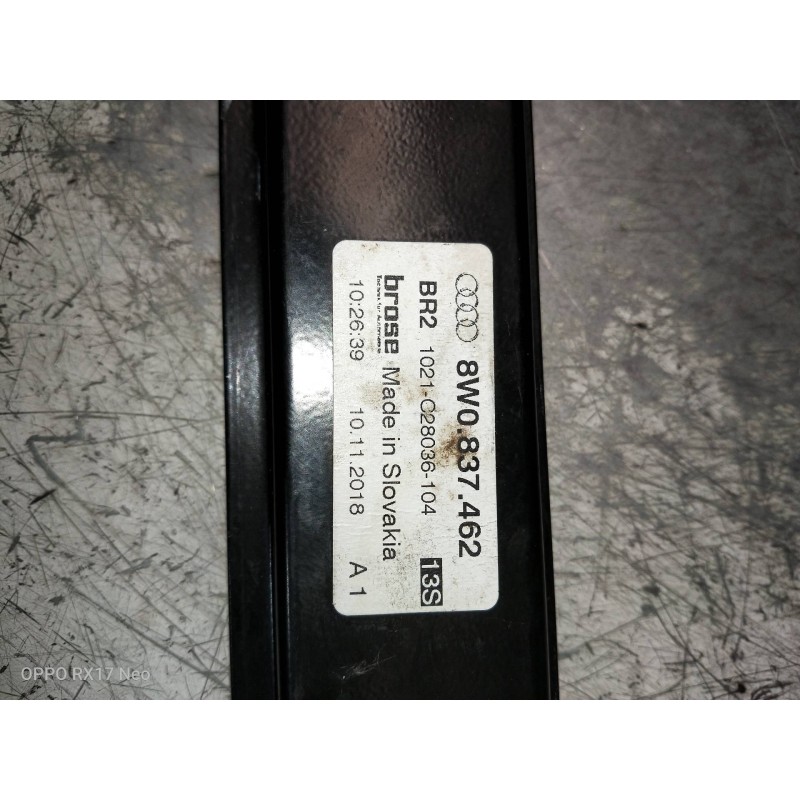 8W0.837.462
BR2 1021-C28036-104 13S
brose Made in Slovakia
10:26:39 10.11.2018 A 1
OPPO RX17 Neo